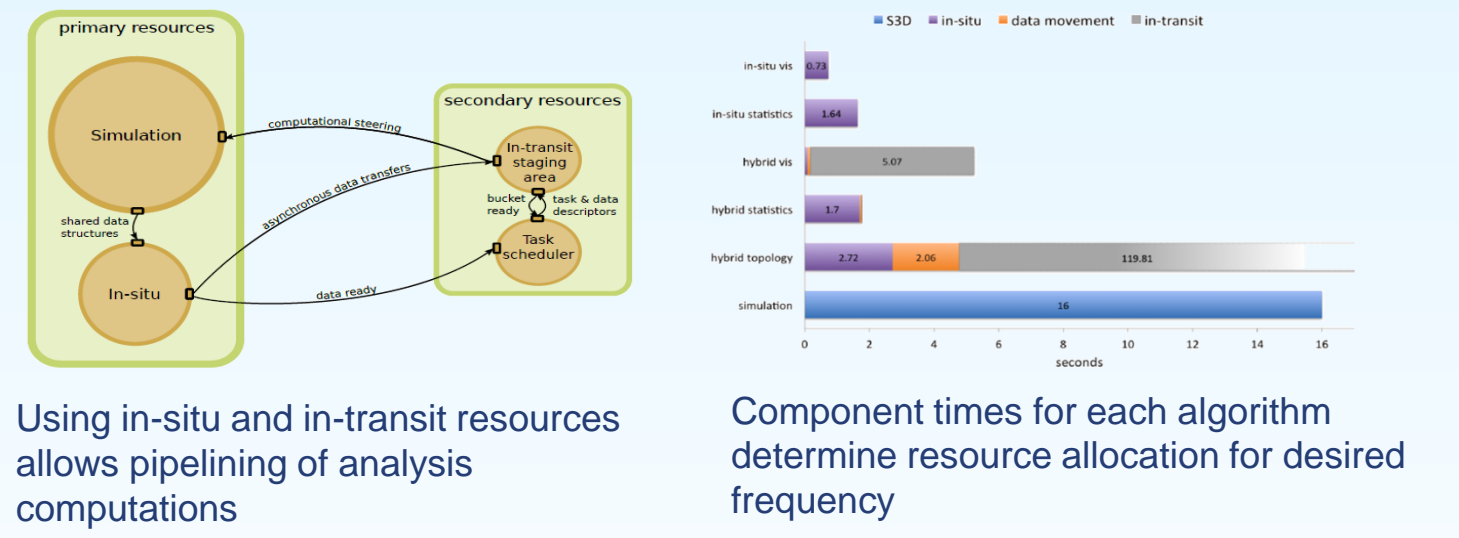 primary resources
Simulation
shared data
structures
In-situ
computational steering
asynchronous data transfers
data ready
secondary resources
In-transit
staging
area
bucket
ready
task & data
descriptors
Task
scheduler
S3D in-situ data movement in-transit
in-situ vis 0.73
in-situ statistics 1.64
hybrid vis 5.07
hybrid statistics 1.7
hybrid topology 2.72 2.06 119.81
simulation 16
0 2 4 6 8 10 12 14 16
seconds
Using in-situ and in-transit resources
allows pipelining of analysis
computations
Component times for each algorithm
determine resource allocation for desired
frequency